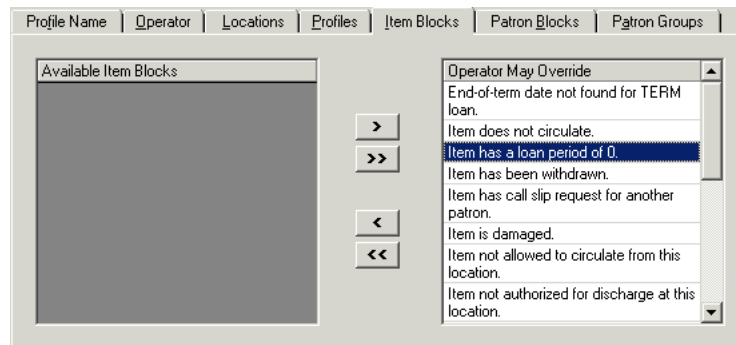 Profile Name Operator Locations Profiles Item Blocks Patron Blocks Patron Groups
Available Item Blocks
>
>>
<
<<
Operator May Override
End-of-term date not found for TERM
loan.
Item does not circulate.
Item has a loan period of 0.
Item has been withdrawn.
Item has call slip request for another
patron.
Item is damaged.
Item not allowed to circulate from this
location.
Item not authorized for discharge at this
location.